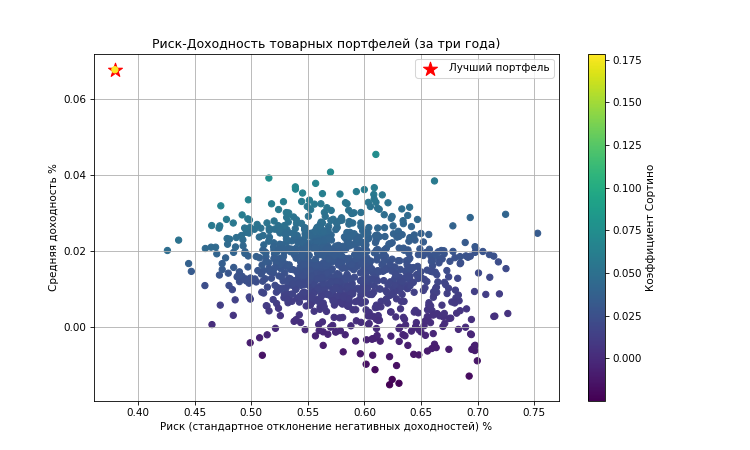 Риск-Доходность товарных портфелей (за три года)
Лучший портфель
Средняя доходность %
0.06
0.04
0.02
0.00
0.40 0.45 0.50 0.55 0.60 0.65 0.70 0.75
Риск (стандартное отклонение негативных доходностей) %
0.175
0.150
0.125
0.100
0.075
0.050
0.025
0.000
Коэффициент Сортино